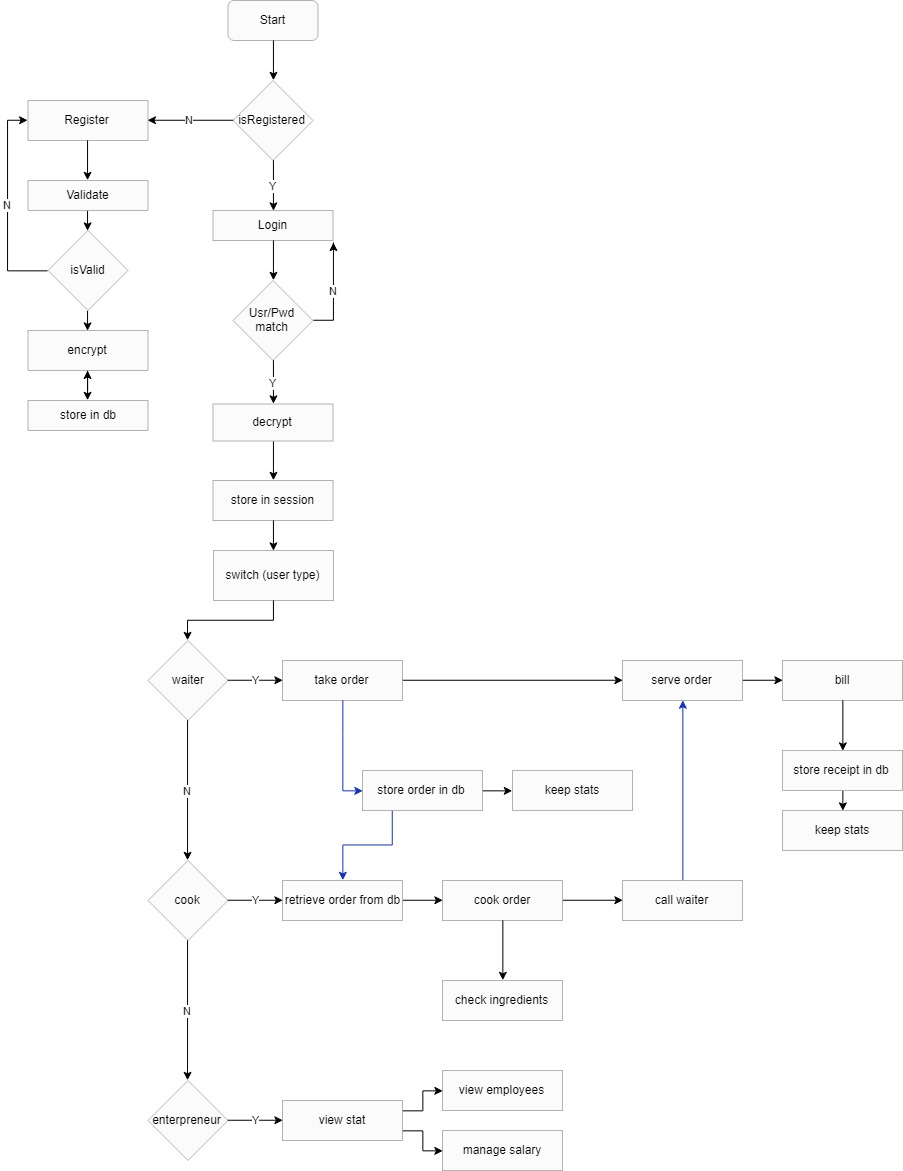 Start
isRegistered
N
Register
Validate
N
isValid
encrypt
store in db
Y
Login
N
Usr/Pwd
match
Y
decrypt
store in session
switch (user type)
waiter
Y
take order
serve order
bill
store receipt in db
keep stats
N
store order in db
keep stats
cook
Y
retrieve order from db
cook order
call waiter
check ingredients
N
enterpreneur
Y
view stat
view employees
manage salary